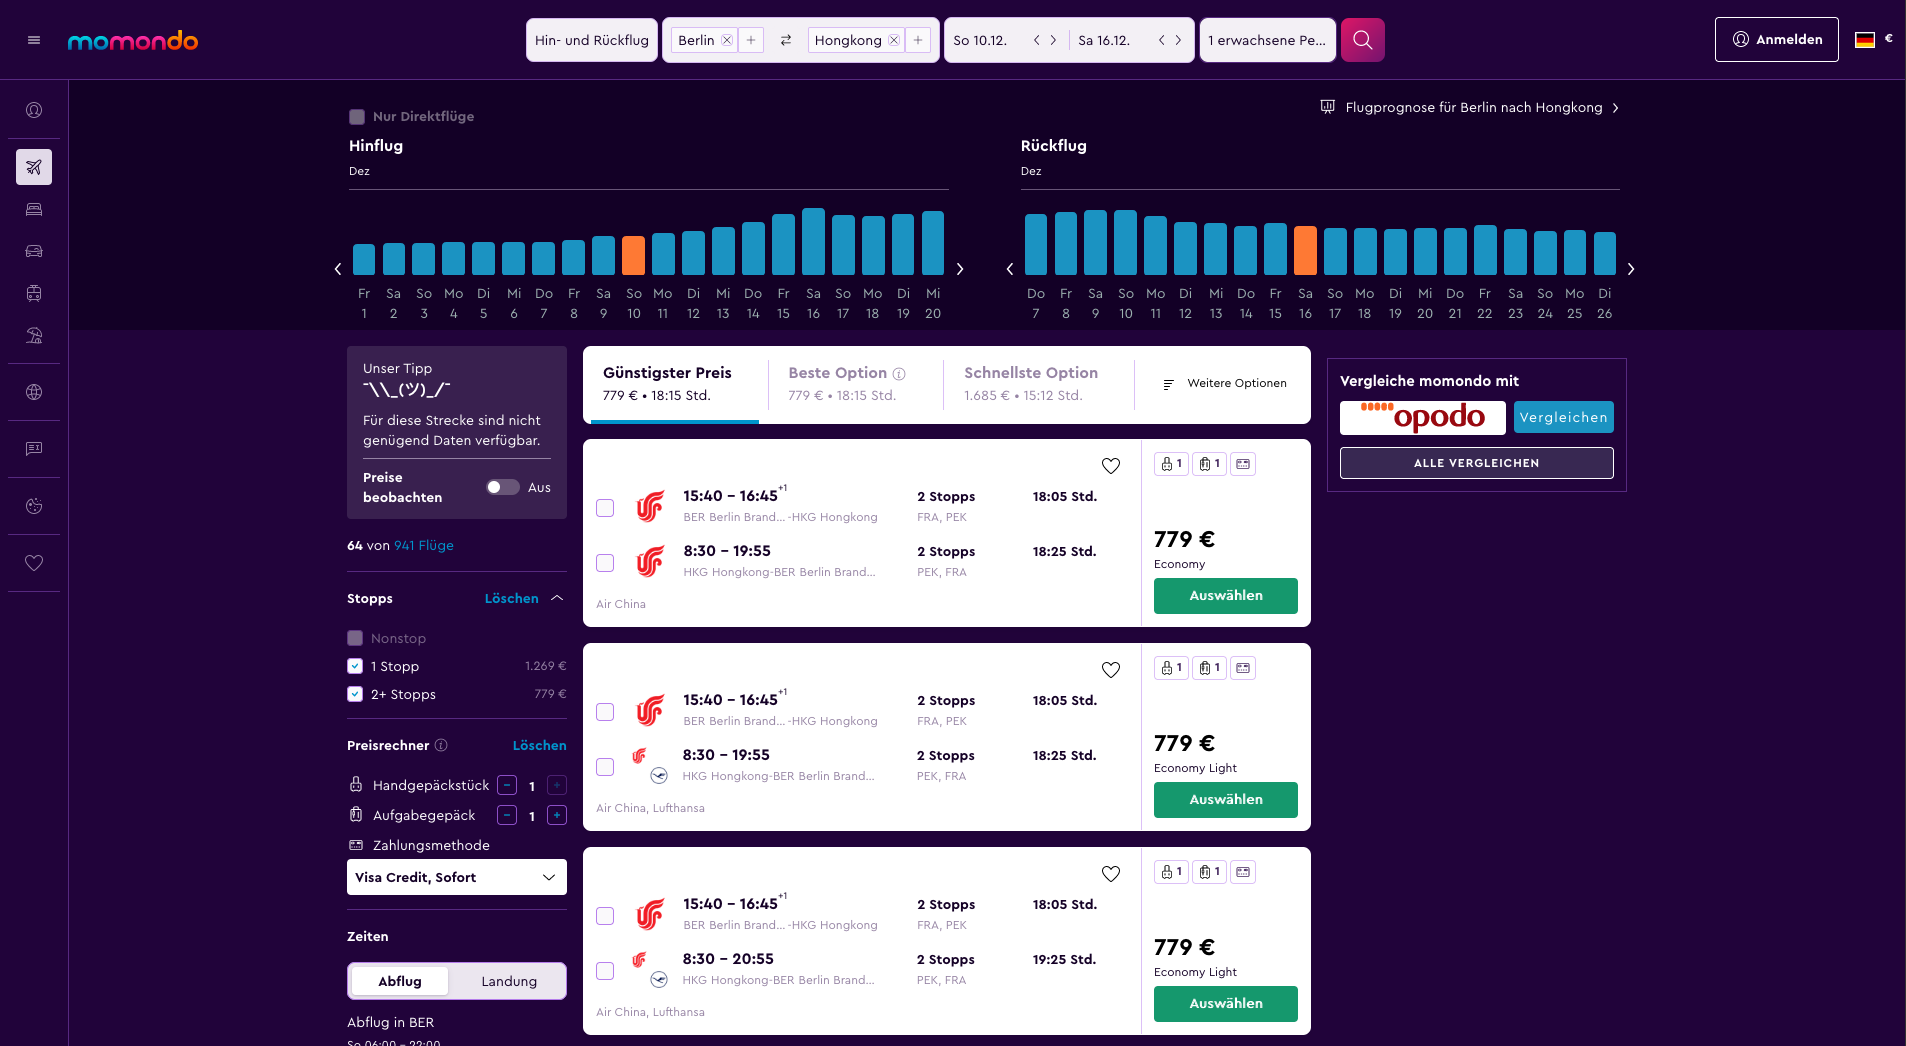 momondo
Hin- und Rückflug
Berlin
Hongkong
So 10.12.
Sa 16.12.
1 erwachsene Pe...
Anmelden
€
Nur Direktflüge
Flugprognose für Berlin nach Hongkong
Hinflug
Dez
Fr Sa So Mo Di Mi Do Fr Sa So Mo Di Mi Do Fr Sa So Mo Di Mi
1 2 3 4 5 6 7 8 9 10 11 12 13 14 15 16 17 18 19 20
Rückflug
Dez
Do Fr Sa So Mo Di Mi Do Fr Sa So Mo Di Mi Do Fr Sa So Mo Di
7 8 9 10 11 12 13 14 15 16 17 18 19 20 21 22 23 24 25 26
Unser Tipp
¯\\_(ツ)_/¯
Für diese Strecke sind nicht
genügend Daten verfügbar.
Preise
beobachten
Aus
64 von 941 Flüge
Stopps
Löschen
Nonstop
1 Stopp 1.269 €
2+ Stopps 779 €
Preisrechner
Löschen
Handgepäckstück - 1 +
Aufgabegepäck - 1 +
Zahlungsmethode
Visa Credit, Sofort
Zeiten
Abflug
Landung
Abflug in BER
So 06:00 – 22:00
Günstigster Preis
779 € • 18:15 Std.
Beste Option
779 € • 18:15 Std.
Schnellste Option
1.685 € • 15:12 Std.
Weitere Optionen
15:40 – 16:45+1 2 Stopps 18:05 Std.
BER Berlin Brand... -HKG Hongkong FRA, PEK
8:30 – 19:55 2 Stopps 18:25 Std.
HKG Hongkong-BER Berlin Brand... PEK, FRA
Air China
1 1
779 €
Economy
Auswählen
15:40 – 16:45+1 2 Stopps 18:05 Std.
BER Berlin Brand... -HKG Hongkong FRA, PEK
8:30 – 19:55 2 Stopps 18:25 Std.
HKG Hongkong-BER Berlin Brand... PEK, FRA
Air China, Lufthansa
1 1
779 €
Economy Light
Auswählen
15:40 – 16:45+1 2 Stopps 18:05 Std.
BER Berlin Brand... -HKG Hongkong FRA, PEK
8:30 – 20:55 2 Stopps 19:25 Std.
HKG Hongkong-BER Berlin Brand... PEK, FRA
Air China, Lufthansa
1 1
779 €
Economy Light
Auswählen
Vergleiche momondo mit
opodo
Vergleichen
ALLE VERGLEICHEN